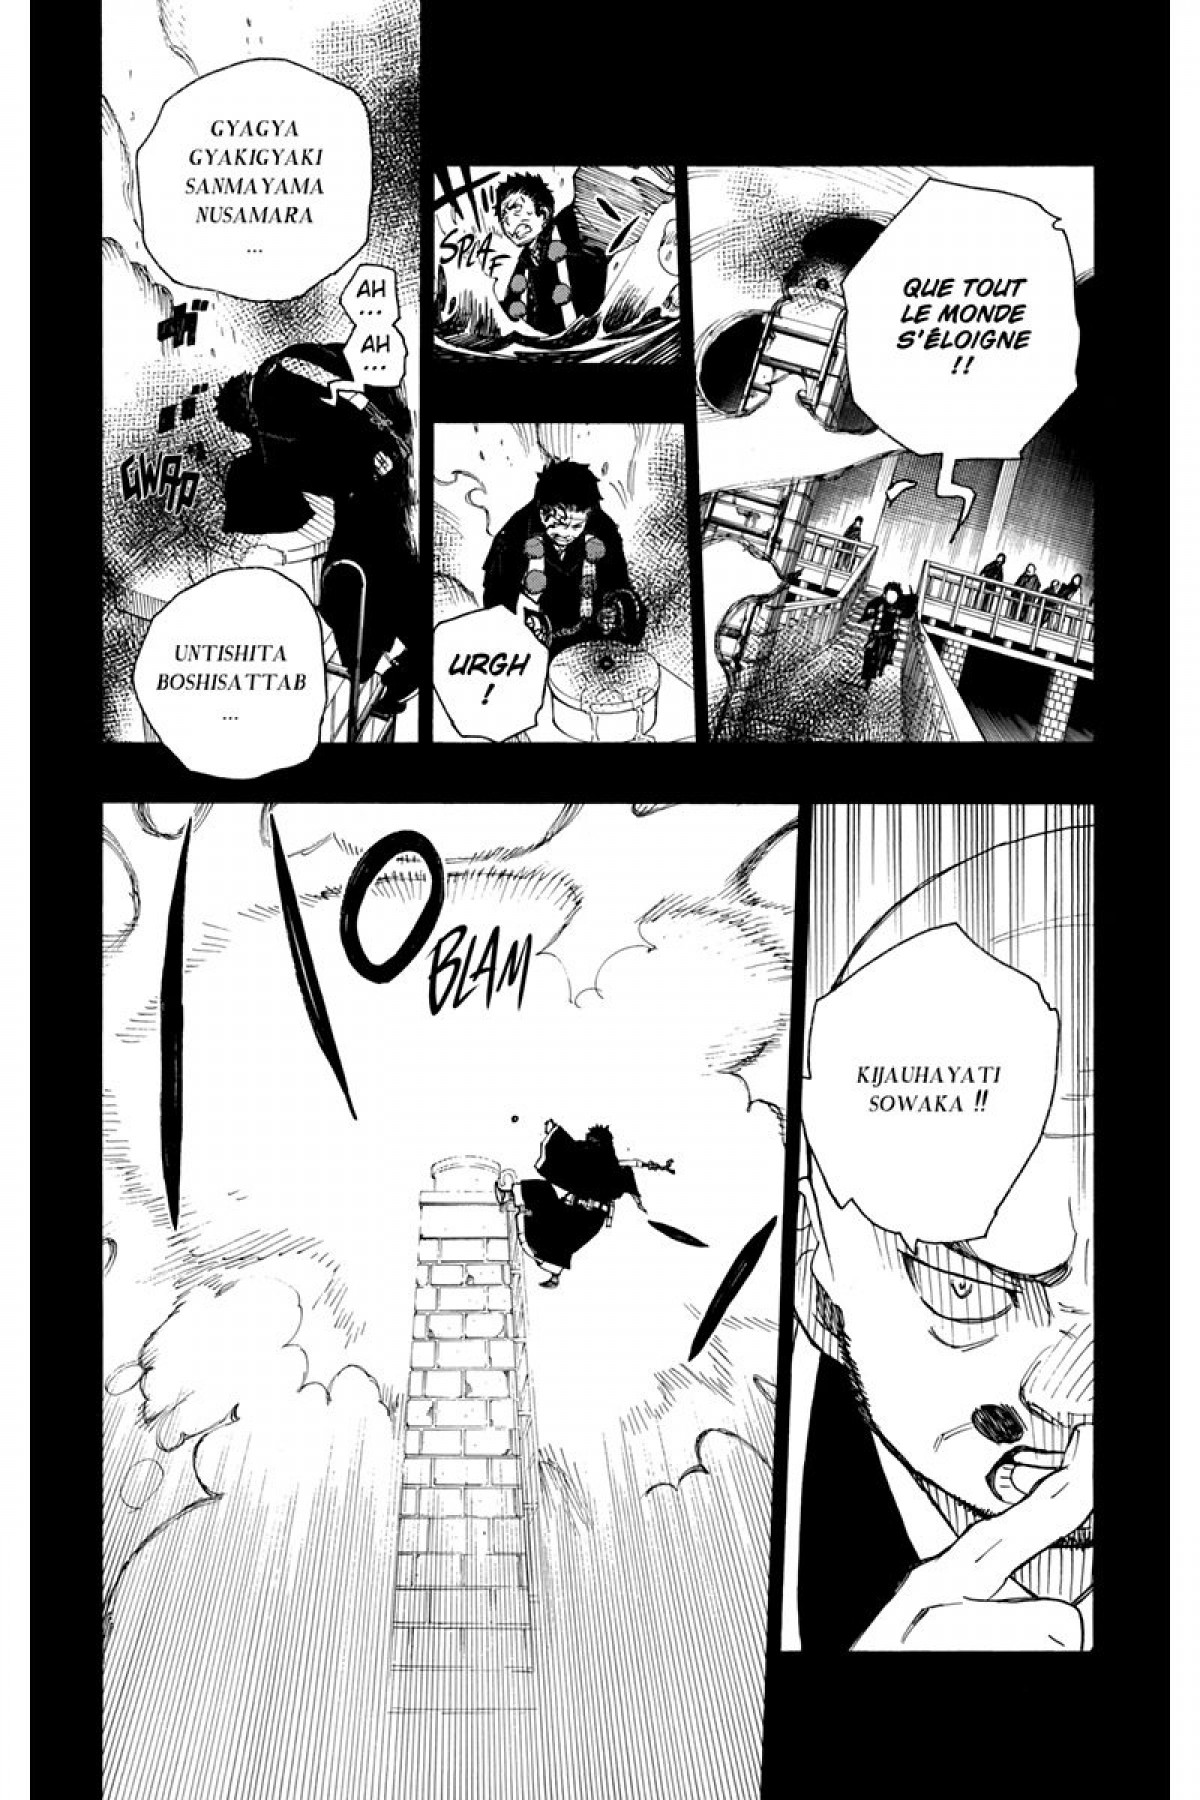 QUE TOUT
LE MONDE
S'ÉLOIGNE
!!
SPLAF
URGH
!
GYAGYA
GYAKIGYAKI
SANMAYAMA
NUSAMARA
...
AH
...
AH
...
GWAP
UNTISHITA
BOSHISATTAB
...
KIJAUHAYATI
SOWAKA !!
BLAM